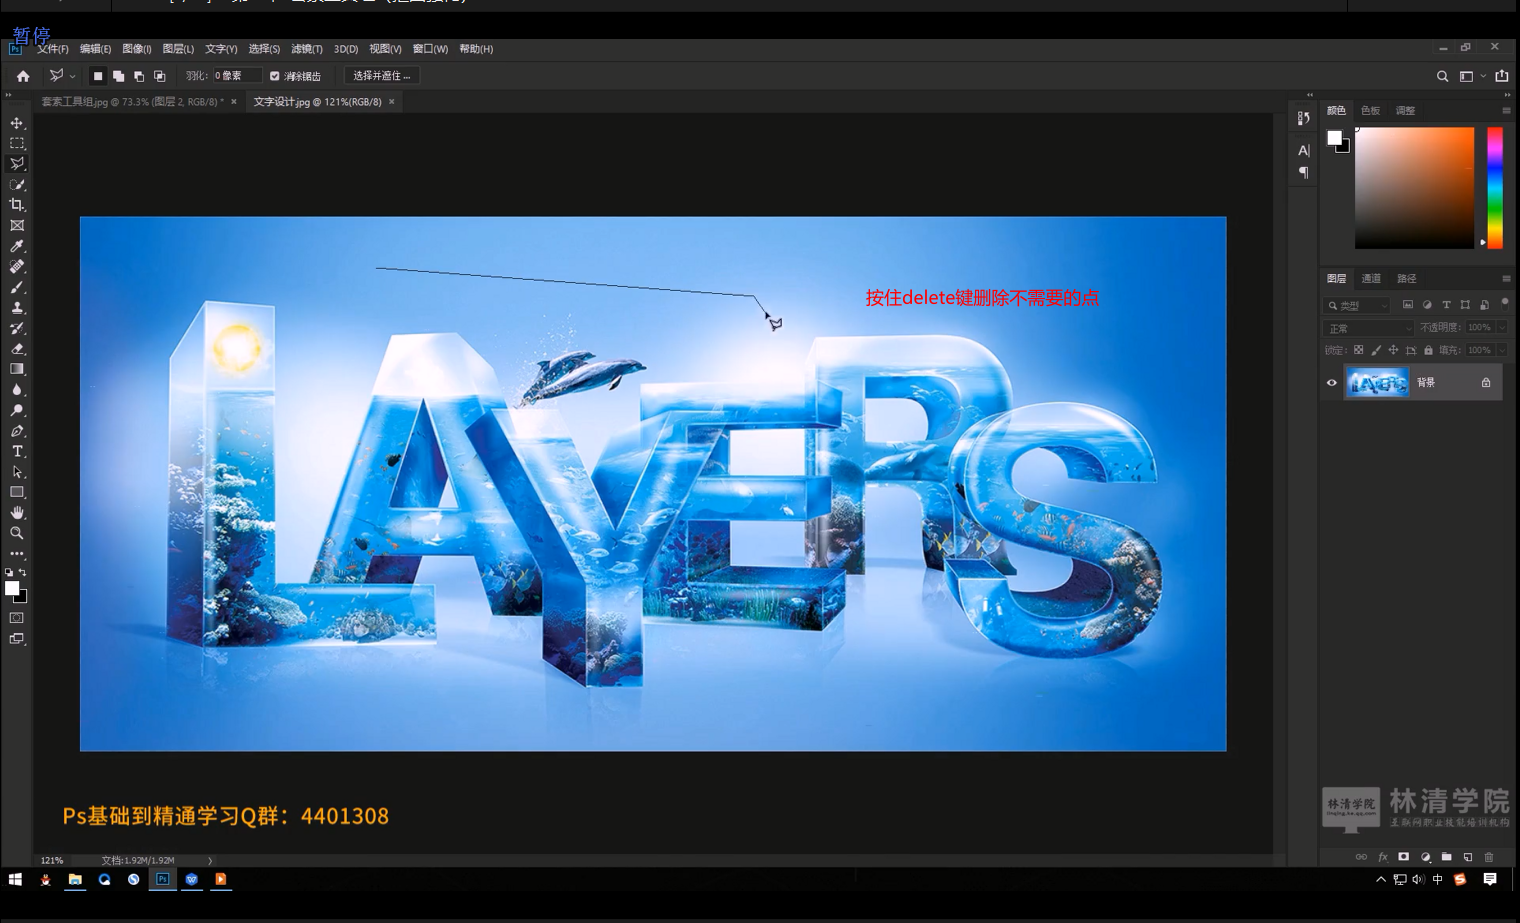 暂停
文件(F) 编辑(E) 图像(I) 图层(L) 文字(Y) 选择(S) 滤镜(T) 3D(D) 视图(V) 窗口(W) 帮助(H)
羽化: 0 像素 消除锯齿 选择并遮住 ...
套索工具组.jpg @ 73.3% (图层 2, RGB/8) * × 文字设计.jpg @ 121%(RGB/8) ×
颜色 色板 调整
按住delete键删除不需要的点
LAYERS
图层 通道 路径
类型
正常 不透明度: 100%
锁定: 填充: 100%
背景
Ps基础到精通学习Q群：4401308
林清学院
林清学院
互联网职业技能培训机构
121% 文档:1.92M/1.92M
中